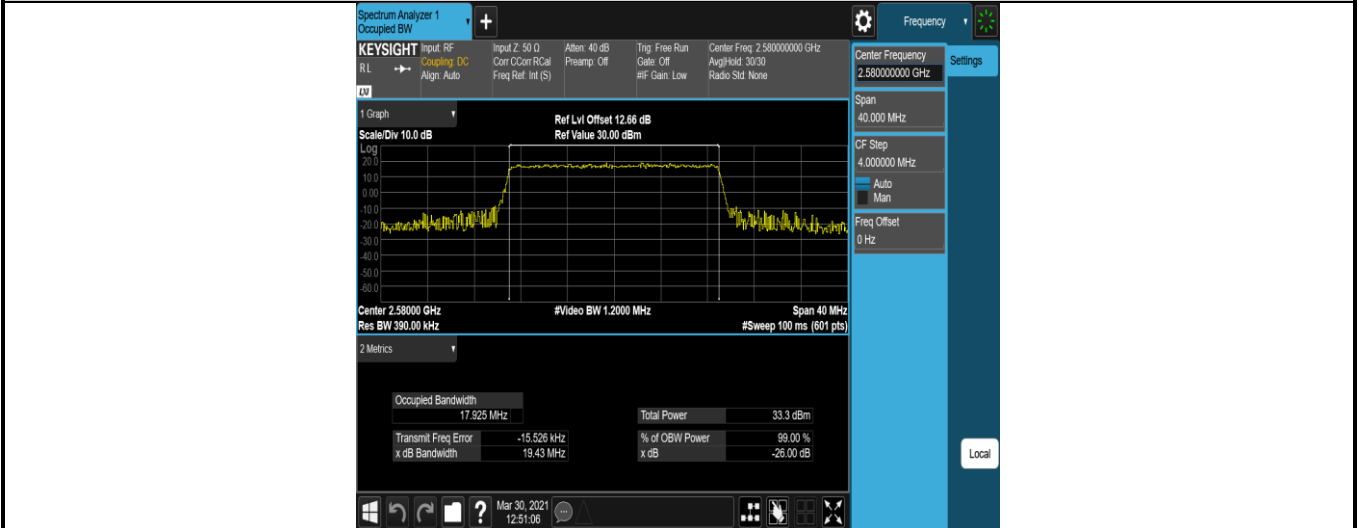 Spectrum Analyzer 1
Occupied BW
+
Frequency
KEYSIGHT
RL
LXI
Input: RF
Coupling: DC
Align: Auto
Input Z: 50 Ω
Corr CCorr RCal
Freq Ref: Int (S)
Atten: 40 dB
Preamp: Off
Trig: Free Run
Gate: Off
#IF Gain: Low
Center Freq: 2.580000000 GHz
Avg|Hold: 30/30
Radio Std: None
Center Frequency
2.580000000 GHz
Settings
Span
40.000 MHz
CF Step
4.000000 MHz
Auto
Man
Freq Offset
0 Hz
Local
1 Graph
Scale/Div 10.0 dB
Ref Lvl Offset 12.66 dB
Ref Value 30.00 dBm
Log
20.0
10.0
0.00
-10.0
-20.0
-30.0
-40.0
-50.0
-60.0
Center 2.58000 GHz
#Video BW 1.2000 MHz
Span 40 MHz
Res BW 390.00 kHz
#Sweep 100 ms (601 pts)
2 Metrics
Occupied Bandwidth
17.925 MHz
Total Power 33.3 dBm
Transmit Freq Error -15.526 kHz
% of OBW Power 99.00 %
x dB Bandwidth 19.43 MHz
x dB -26.00 dB
?
Mar 30, 2021
12:51:06